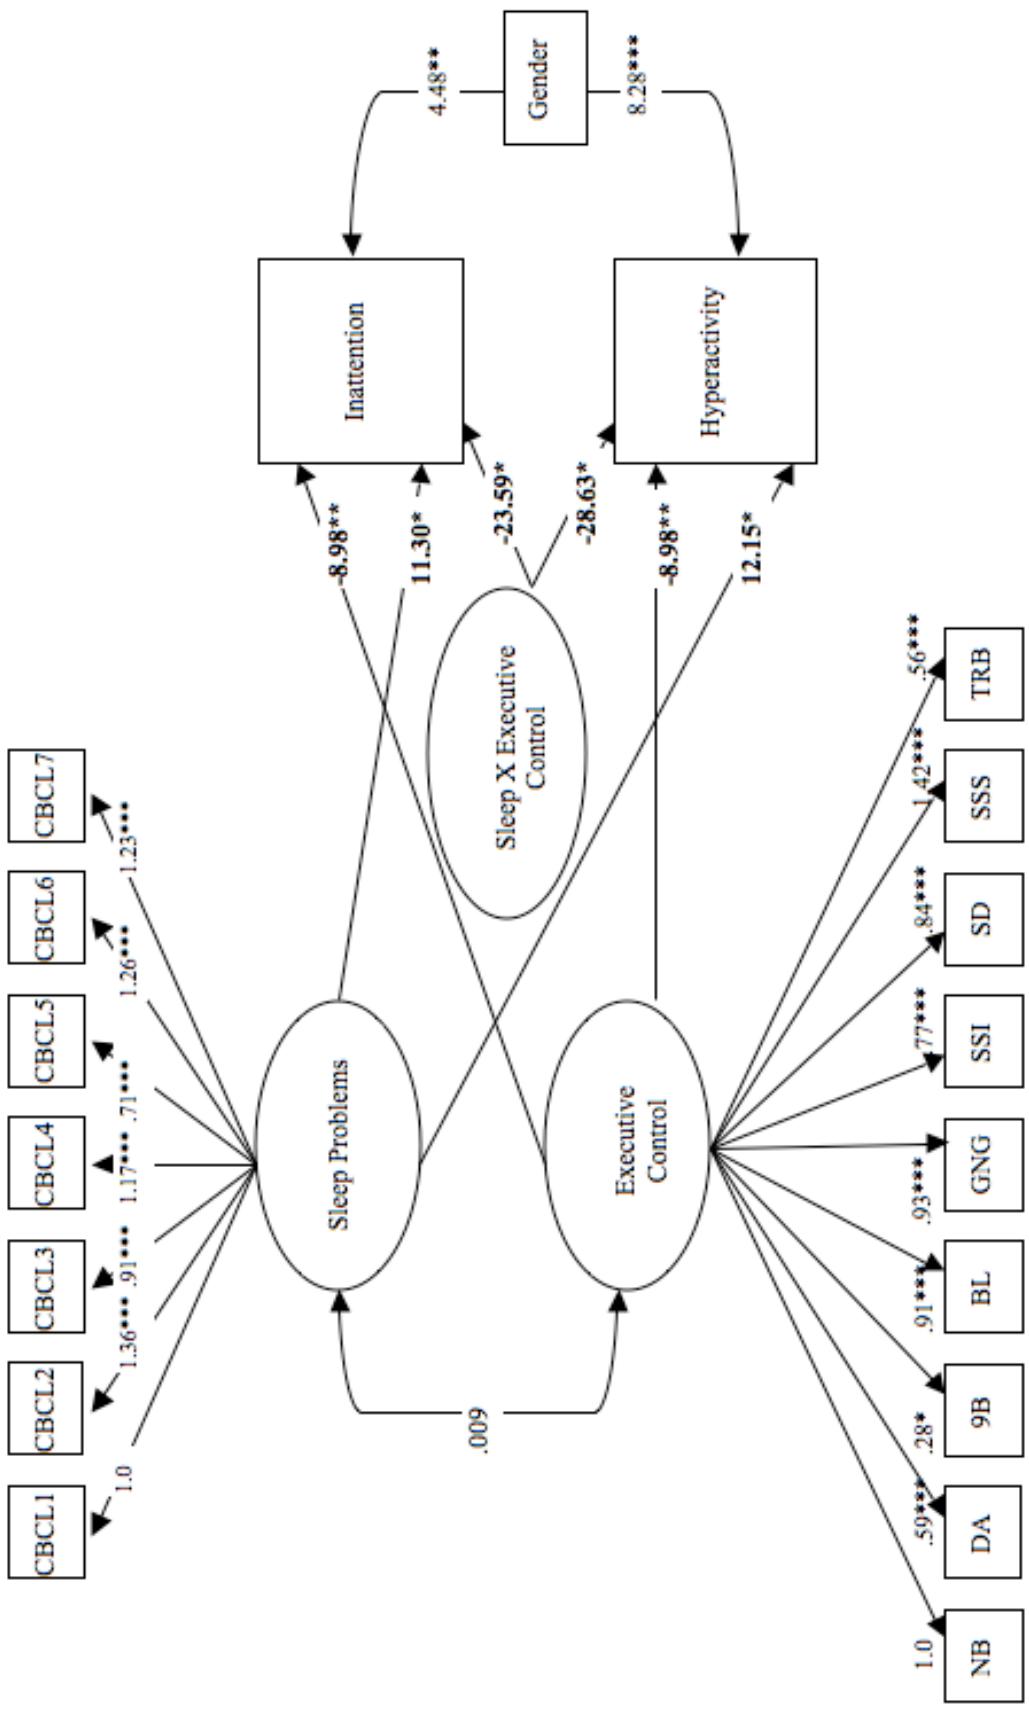 CBCL1
CBCL2
CBCL3
CBCL4
CBCL5
CBCL6
CBCL7
1.0
1.36***
.91***
1.17***
.71***
1.26***
1.23***
Sleep Problems
11.30*
-8.98**
Inattention
4.48**
.009
Sleep X Executive
Control
-23.59*
-28.63*
Gender
8.28***
Executive
Control
-8.98**
12.15*
Hyperactivity
1.0
.59***
.28*
.91***
.93***
.77***
.84***
1.42***
.56***
NB
DA
9B
BL
GNG
SSI
SD
SSS
TRB